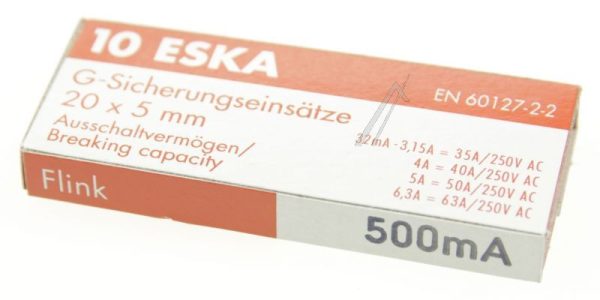 10 ESKA
G-Sicherungseinsätze
20 x 5 mm
Ausschaltvermögen/
Breaking capacity
EN 60127-2-2
32mA - 3,15A = 35A/250V AC
4A = 40A/250V AC
5A = 50A/250V AC
6,3A = 63A/250V AC
Flink
500mA